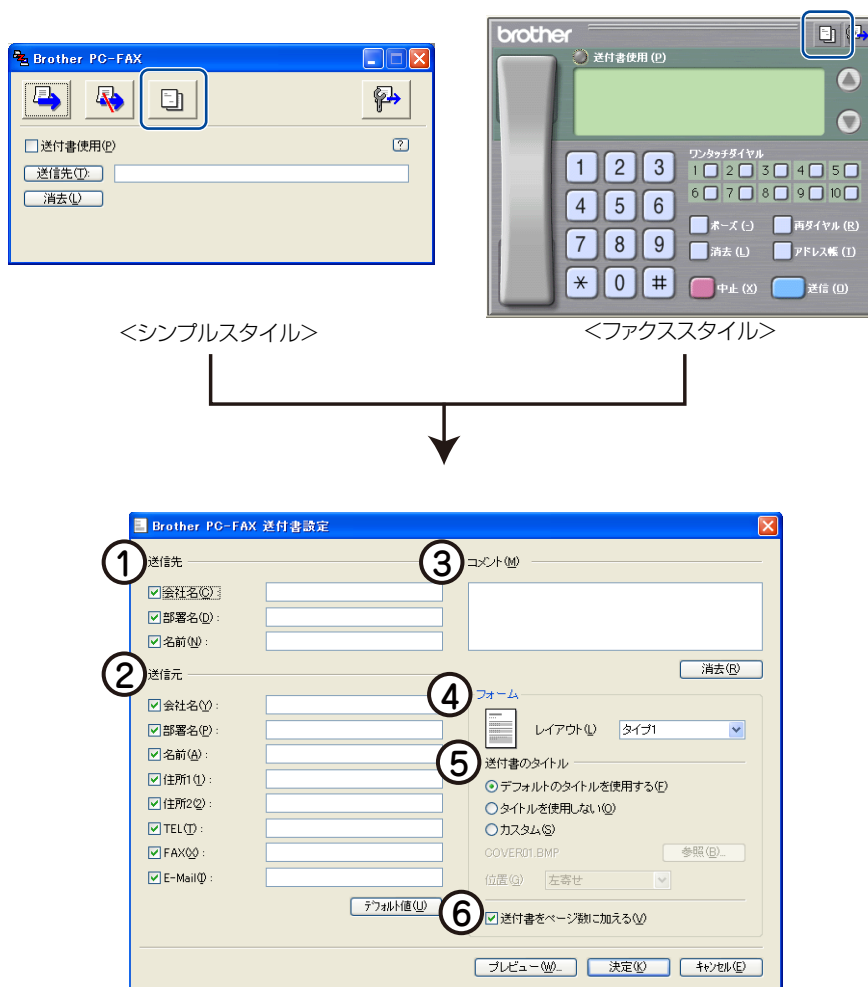 Brother PC-FAX
送付書使用(P)
?
送信先(T):
消去(L)
<シンプルスタイル>
brother
送付書使用 (P)
ワンタッチダイヤル
1 2 3 4 5
6 7 8 9 10
1 2 3
4 5 6
7 8 9
* 0 #
ポーズ (-)
再ダイヤル (R)
消去 (L)
アドレス帳 (I)
中止 (X)
送信 (O)
<ファクススタイル>
Brother PC-FAX 送付書設定
① 送信先
会社名(C) :
部署名(D) :
名前(N) :
② 送信元
会社名(Y) :
部署名(P) :
名前(A) :
住所1(1) :
住所2(2) :
TEL(T) :
FAX(X) :
E-Mail(I) :
デフォルト値(U)
③ コメント(M)
消去(R)
④ フォーム
レイアウト(L) タイプ1
⑤ 送付書のタイトル
デフォルトのタイトルを使用する(F)
タイトルを使用しない(O)
カスタム(S)
COVER01.BMP 参照(B)...
位置(G) 左寄せ
⑥ 送付書をページ数に加える(V)
プレビュー(W)... 決定(K) キャンセル(E)